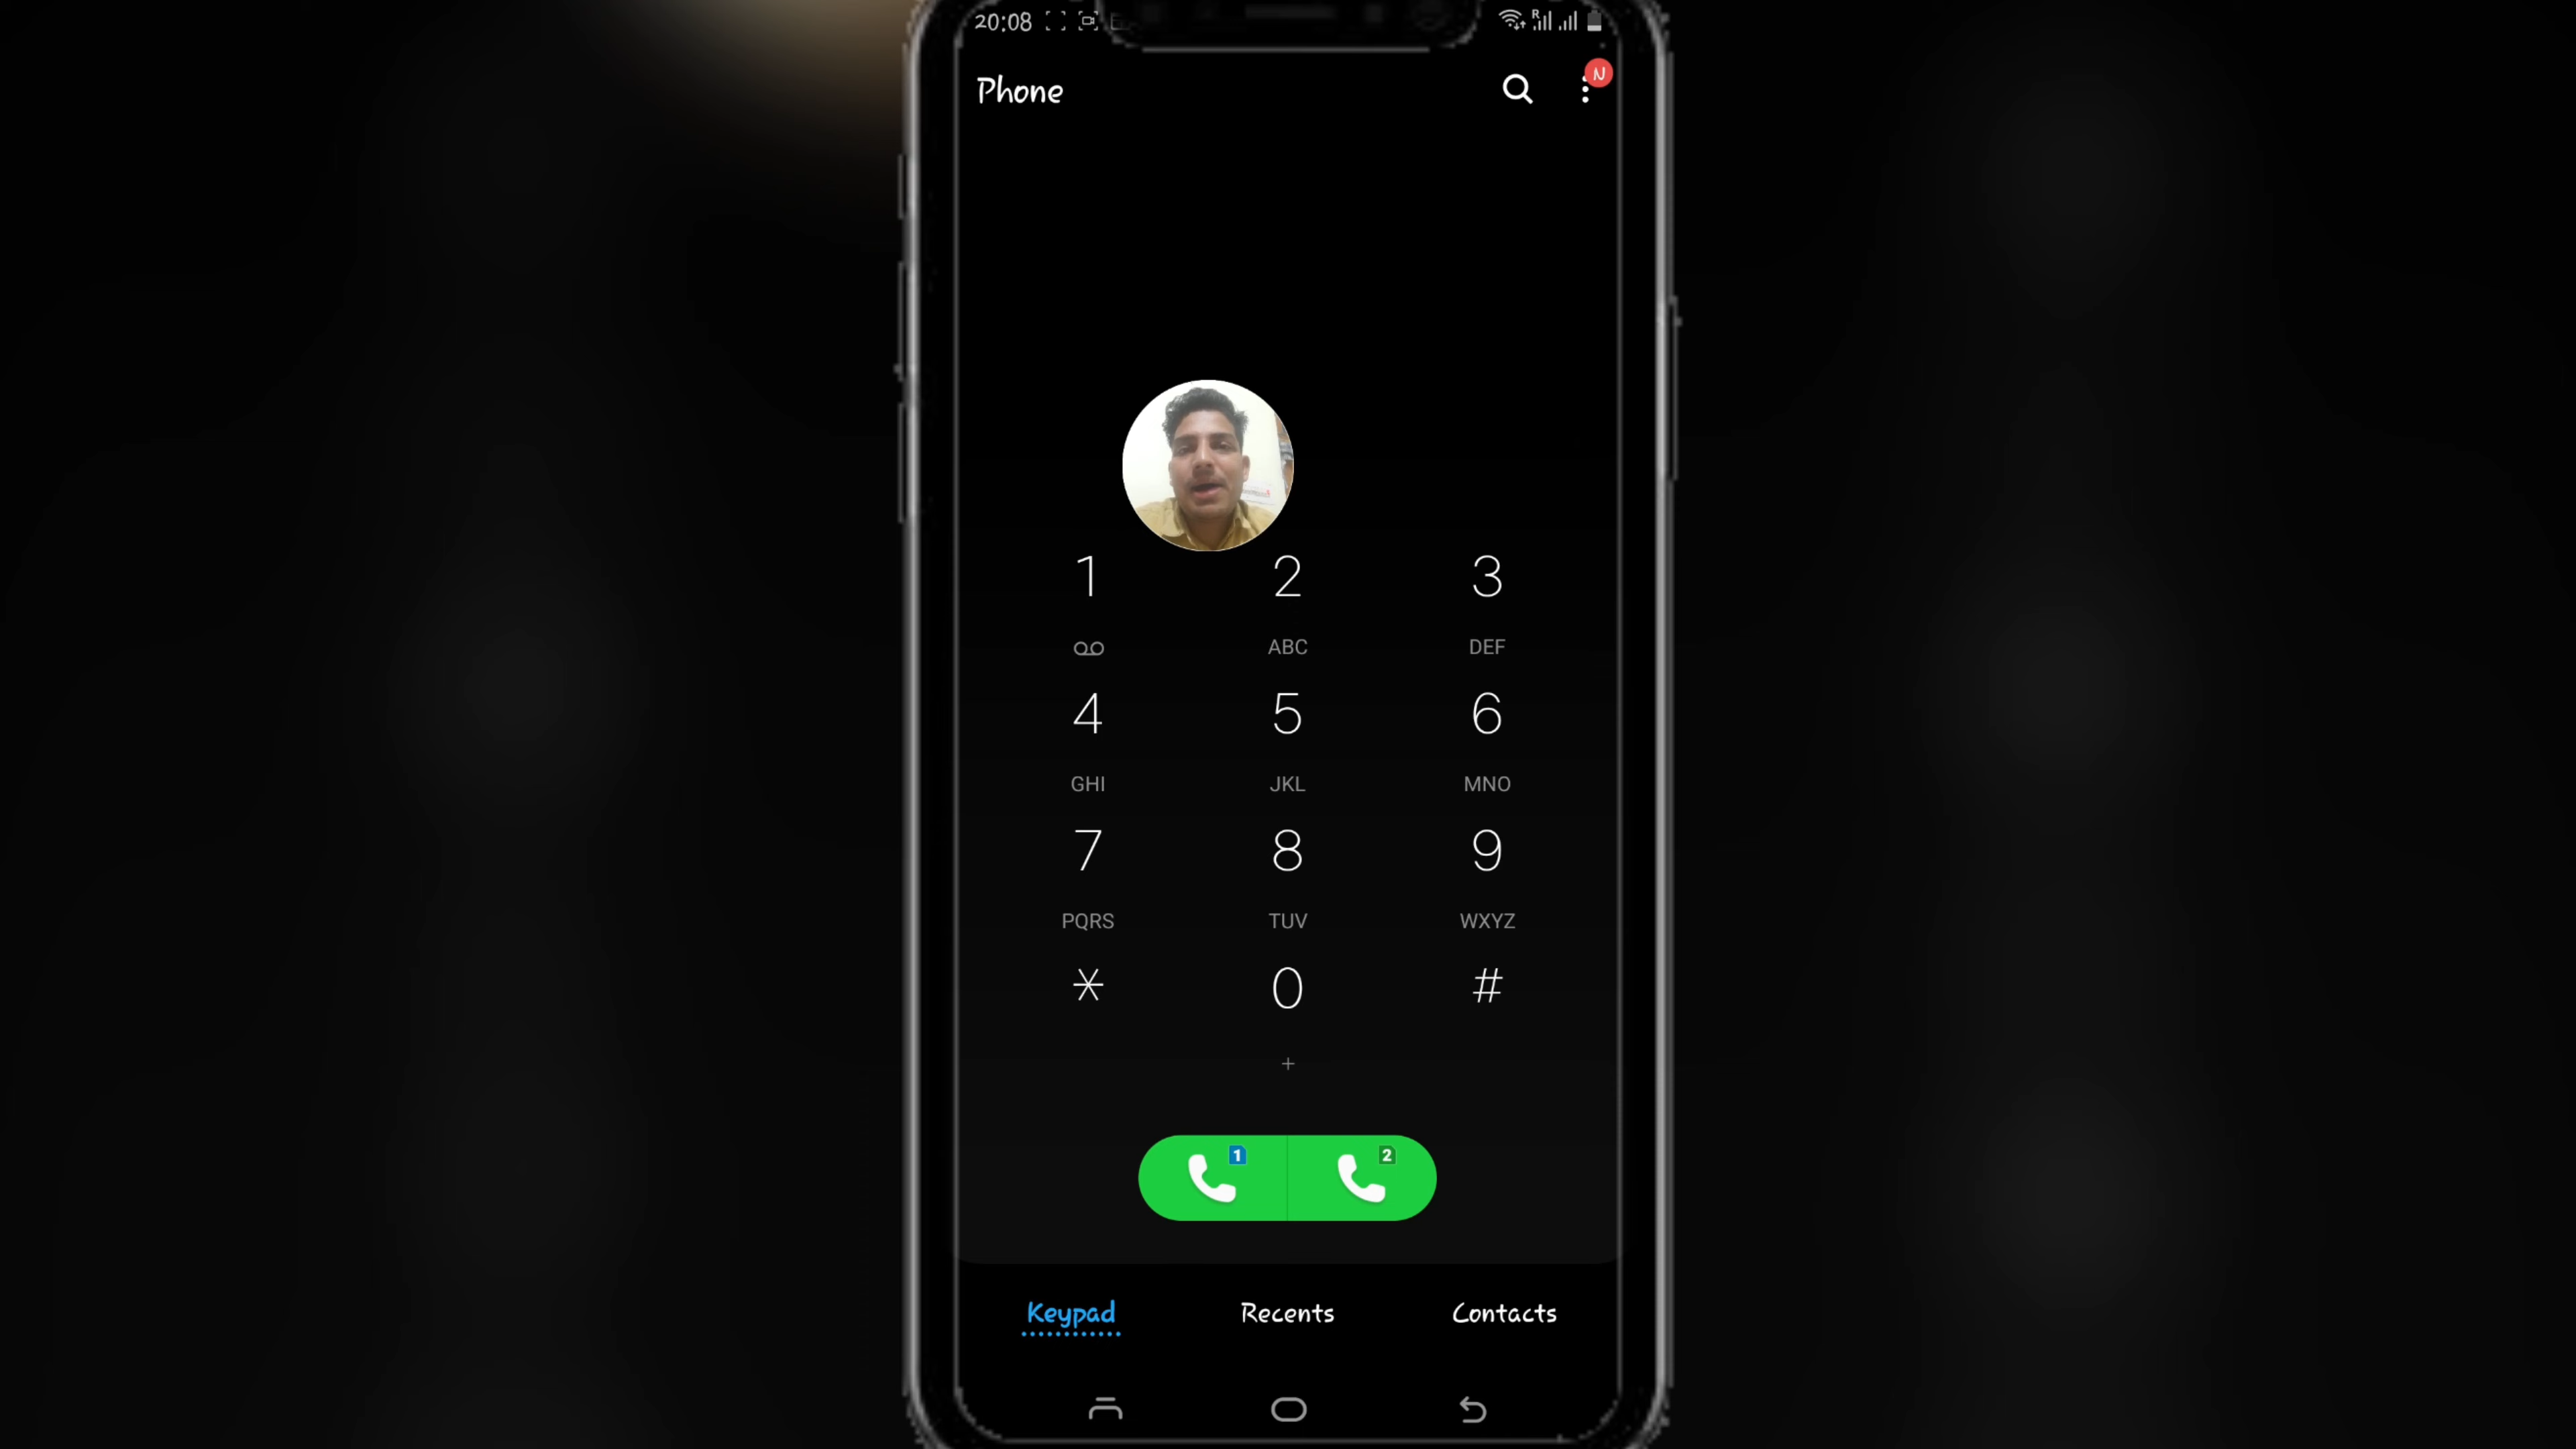 20:08
R
Phone
N
1 2 3
ABC DEF
4 5 6
GHI JKL MNO
7 8 9
PQRS TUV WXYZ
* 0 #
+
1 2
Keypad Recents Contacts